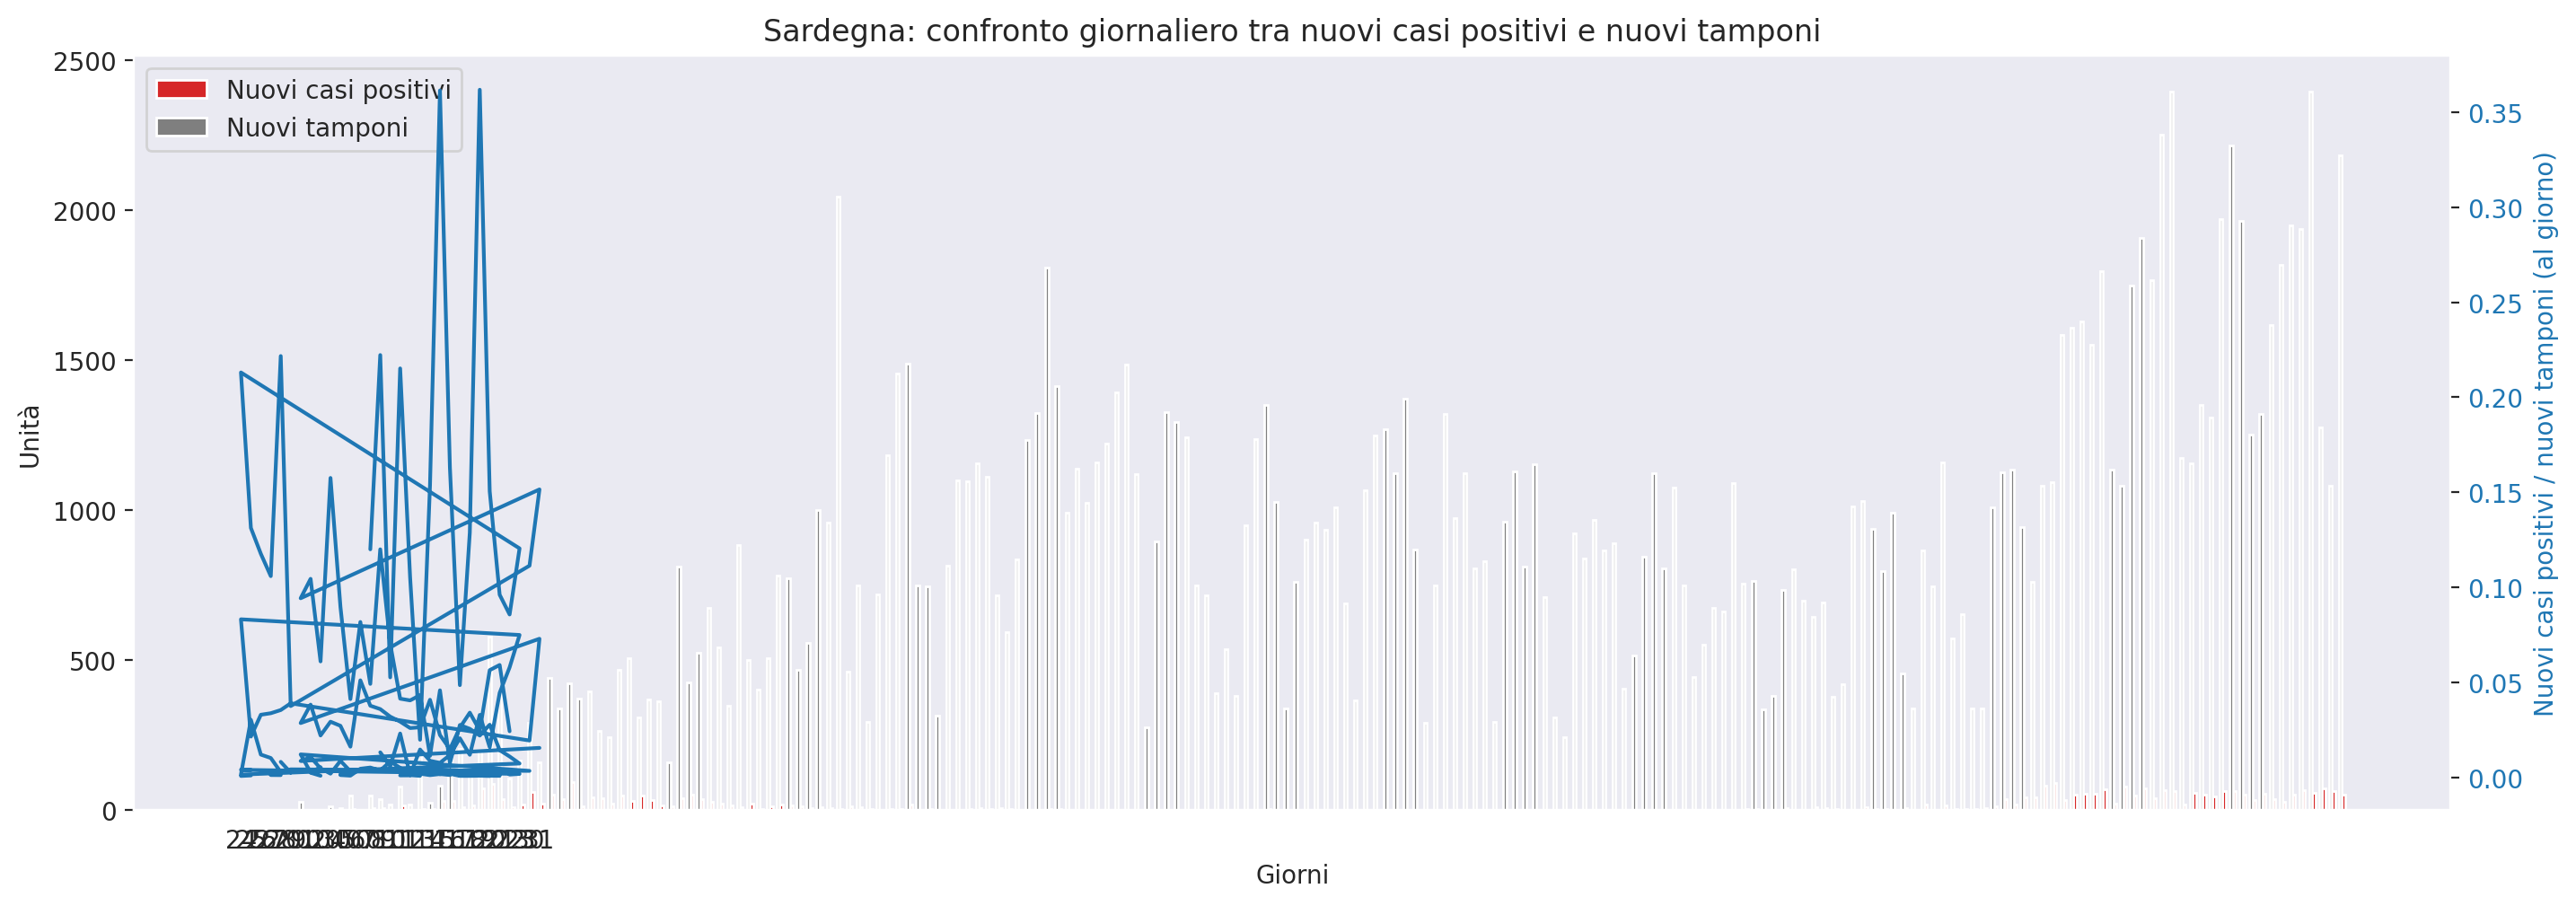 Sardegna: confronto giornaliero tra nuovi casi positivi e nuovi tamponi
Nuovi casi positivi
Nuovi tamponi
2500
2000
1500
1000
500
0
Unità
0.35
0.30
0.25
0.20
0.15
0.10
0.05
0.00
Nuovi casi positivi / nuovi tamponi (al giorno)
Giorni